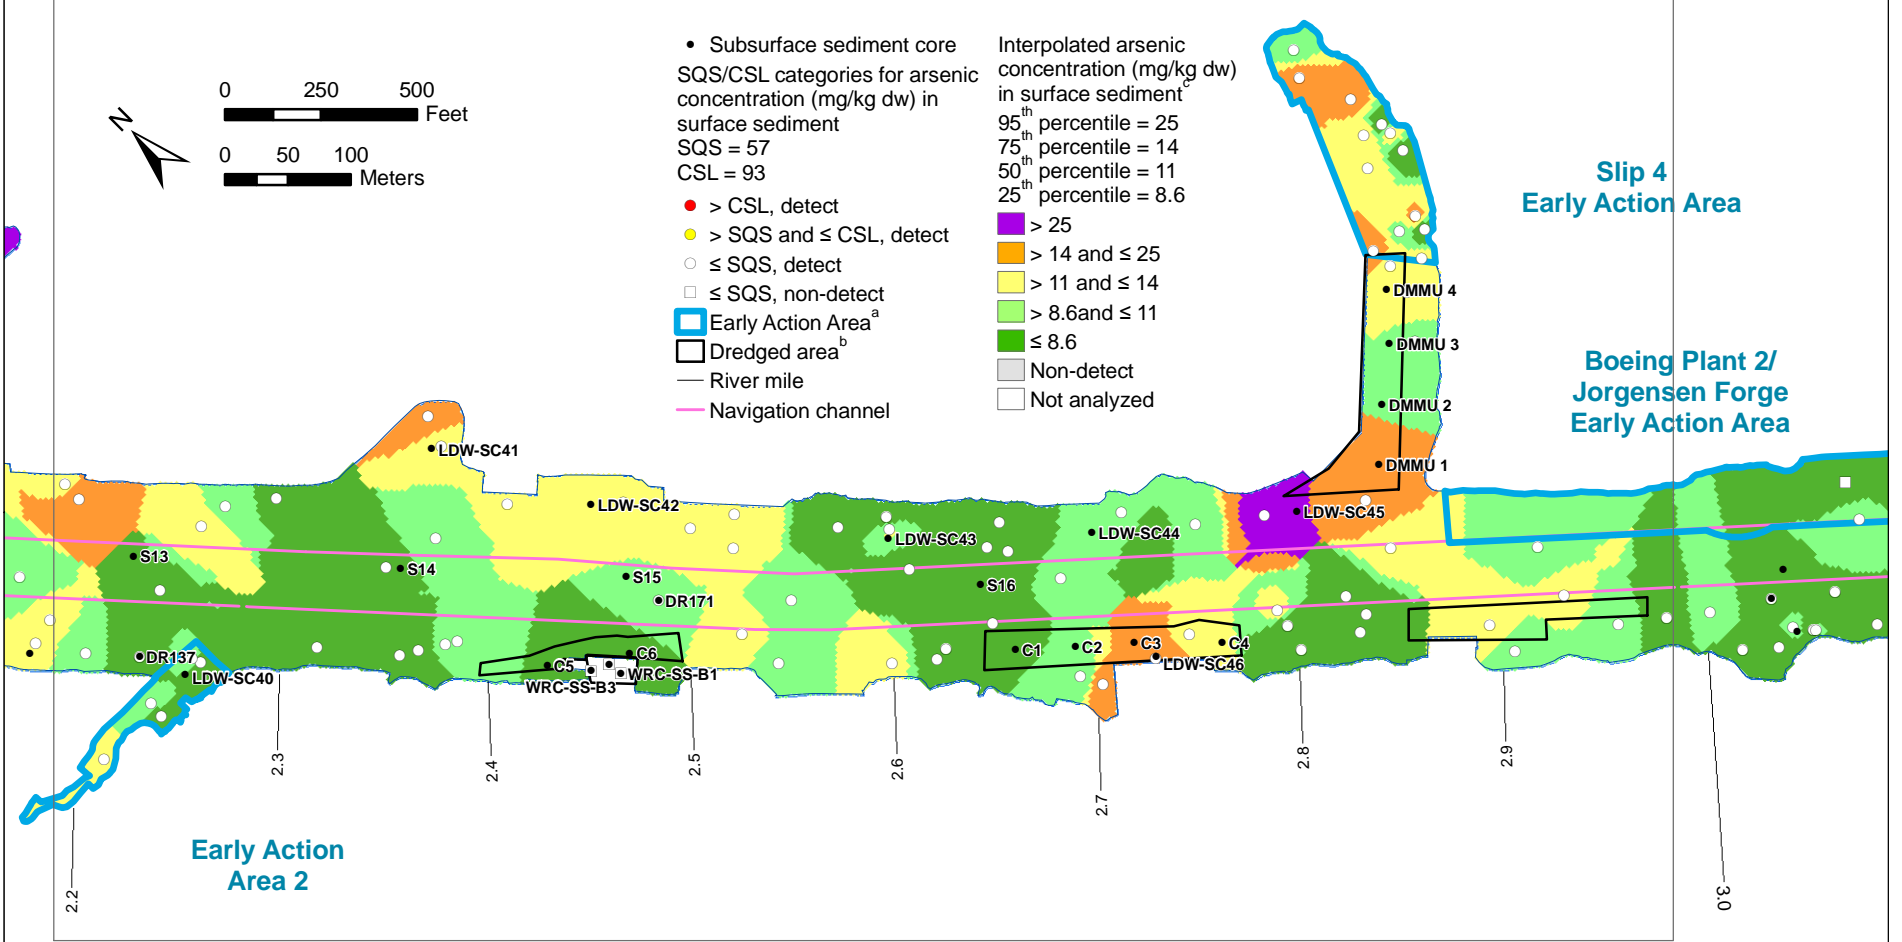 N
0 250 500
Feet
0 50 100
Meters
Subsurface sediment core
SQS/CSL categories for arsenic
concentration (mg/kg dw) in
surface sediment
SQS = 57
CSL = 93
> CSL, detect
> SQS and ≤ CSL, detect
≤ SQS, detect
≤ SQS, non-detect
Early Action Area^a
Dredged area^b
River mile
Navigation channel
Interpolated arsenic
concentration (mg/kg dw)
in surface sediment^c
95th percentile = 25
75th percentile = 14
50th percentile = 11
25th percentile = 8.6
> 25
> 14 and ≤ 25
> 11 and ≤ 14
> 8.6and ≤ 11
≤ 8.6
Non-detect
Not analyzed
Slip 4
Early Action Area
Boeing Plant 2/
Jorgensen Forge
Early Action Area
DMMU 4
DMMU 3
DMMU 2
DMMU 1
LDW-SC41
LDW-SC42
LDW-SC43
LDW-SC44
LDW-SC45
S13
S14
S15
S16
DR171
DR137
LDW-SC40
C5
C6
WRC-SS-B3
WRC-SS-B1
C1
C2
C3
C4
LDW-SC46
2.2
2.3
2.4
2.5
2.6
2.7
2.8
2.9
3.0
Early Action
Area 2